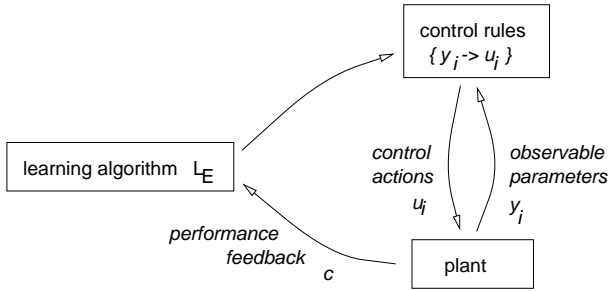 control rules
{ y_i -> u_i }
learning algorithm L_E
control
actions
u_i
observable
parameters
y_i
performance
feedback
c
plant